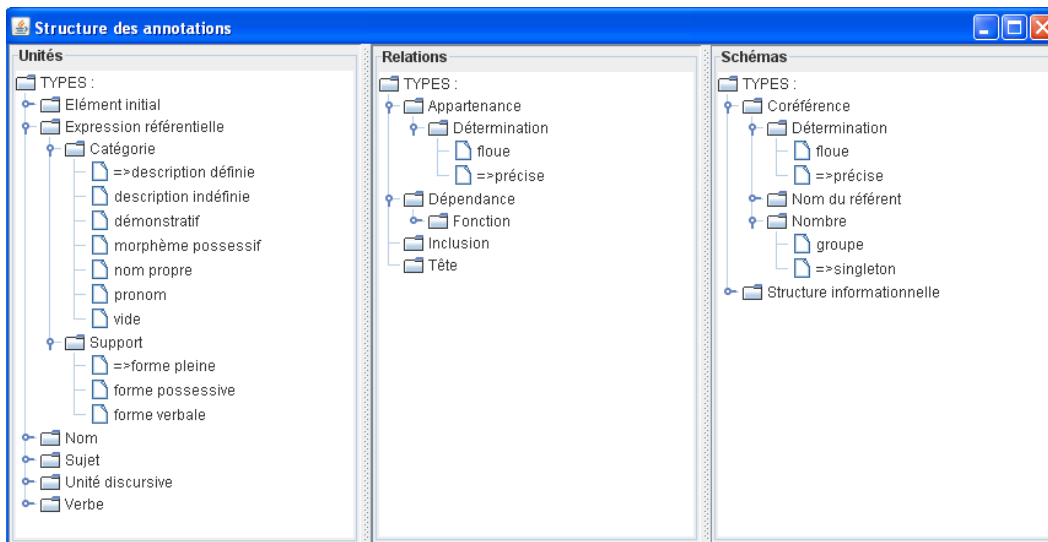 Structure des annotations
Unités
TYPES :
Elément initial
Expression référentielle
Catégorie
=>description définie
description indéfinie
démonstratif
morphème possessif
nom propre
pronom
vide
Support
=>forme pleine
forme possessive
forme verbale
Nom
Sujet
Unité discursive
Verbe
Relations
TYPES :
Appartenance
Détermination
floue
=>précise
Dépendance
Fonction
Inclusion
Tête
Schémas
TYPES :
Coréférence
Détermination
floue
=>précise
Nom du référent
Nombre
groupe
=>singleton
Structure informationnelle